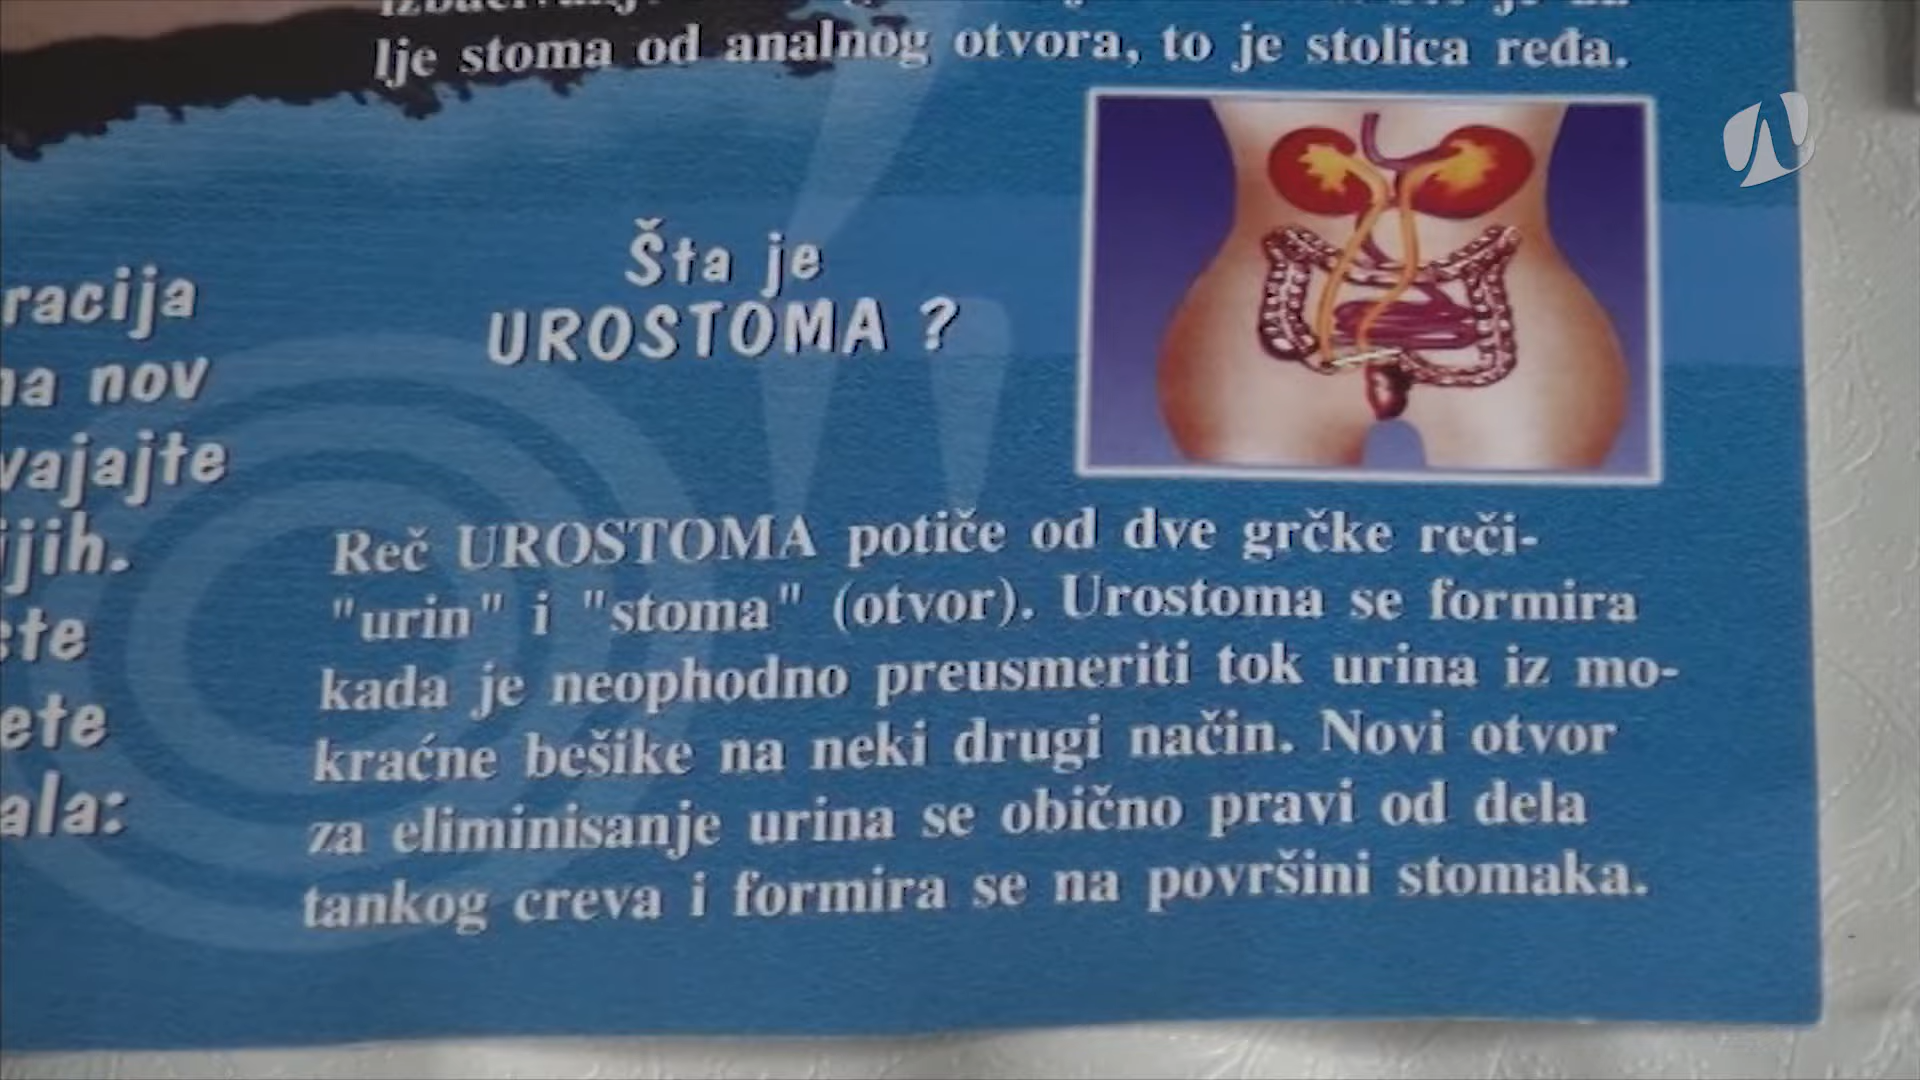 lje stoma od analnog otvora, to je stolica ređa.
racija
na nov
vajajte
ijih.
ste
ete
ala:
Šta je
UROSTOMA ?
Reč UROSTOMA potiče od dve grčke reči-
"urin" i "stoma" (otvor). Urostoma se formira
kada je neophodno preusmeriti tok urina iz mo-
kraćne bešike na neki drugi način. Novi otvor
za eliminisanje urina se obično pravi od dela
tankog creva i formira se na površini stomaka.